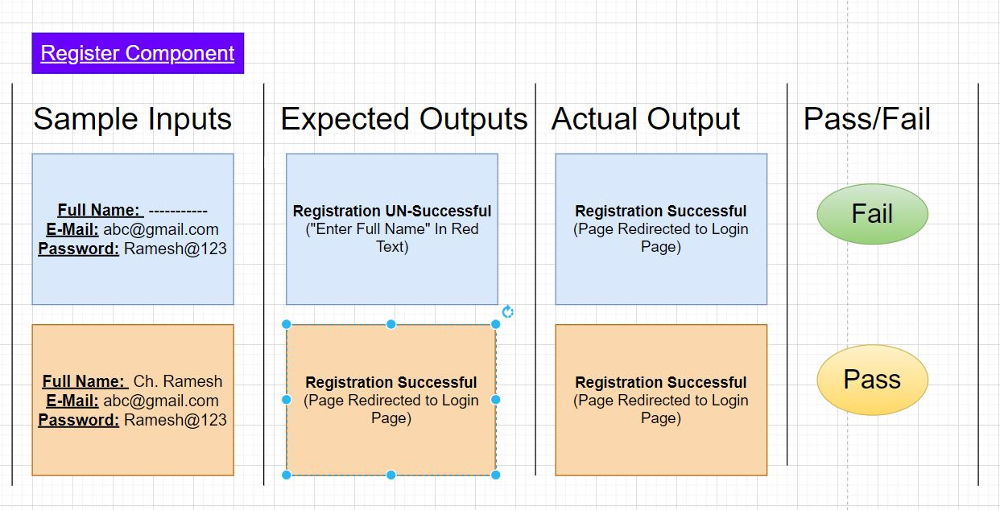 Register Component
Sample Inputs
Expected Outputs
Actual Output
Pass/Fail
Full Name:  -----------
E-Mail: abc@gmail.com
Password: Ramesh@123
Registration UN-Successful
("Enter Full Name" In Red
Text)
Registration Successful
(Page Redirected to Login
Page)
Fail
Full Name:  Ch. Ramesh
E-Mail: abc@gmail.com
Password: Ramesh@123
Registration Successful
(Page Redirected to Login
Page)
Registration Successful
(Page Redirected to Login
Page)
Pass